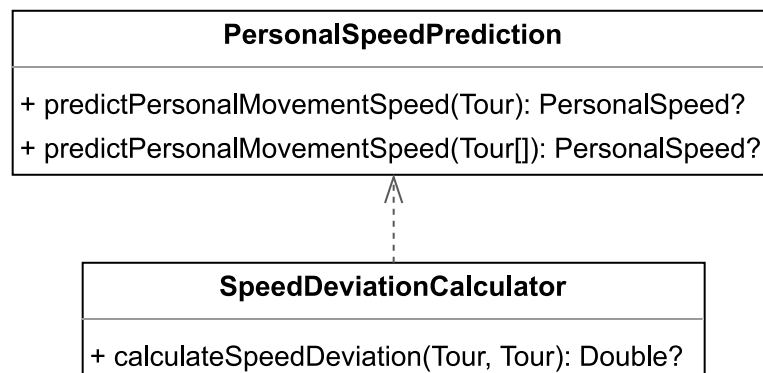 PersonalSpeedPrediction
+ predictPersonalMovementSpeed(Tour): PersonalSpeed?
+ predictPersonalMovementSpeed(Tour[]): PersonalSpeed?
SpeedDeviationCalculator
+ calculateSpeedDeviation(Tour, Tour): Double?